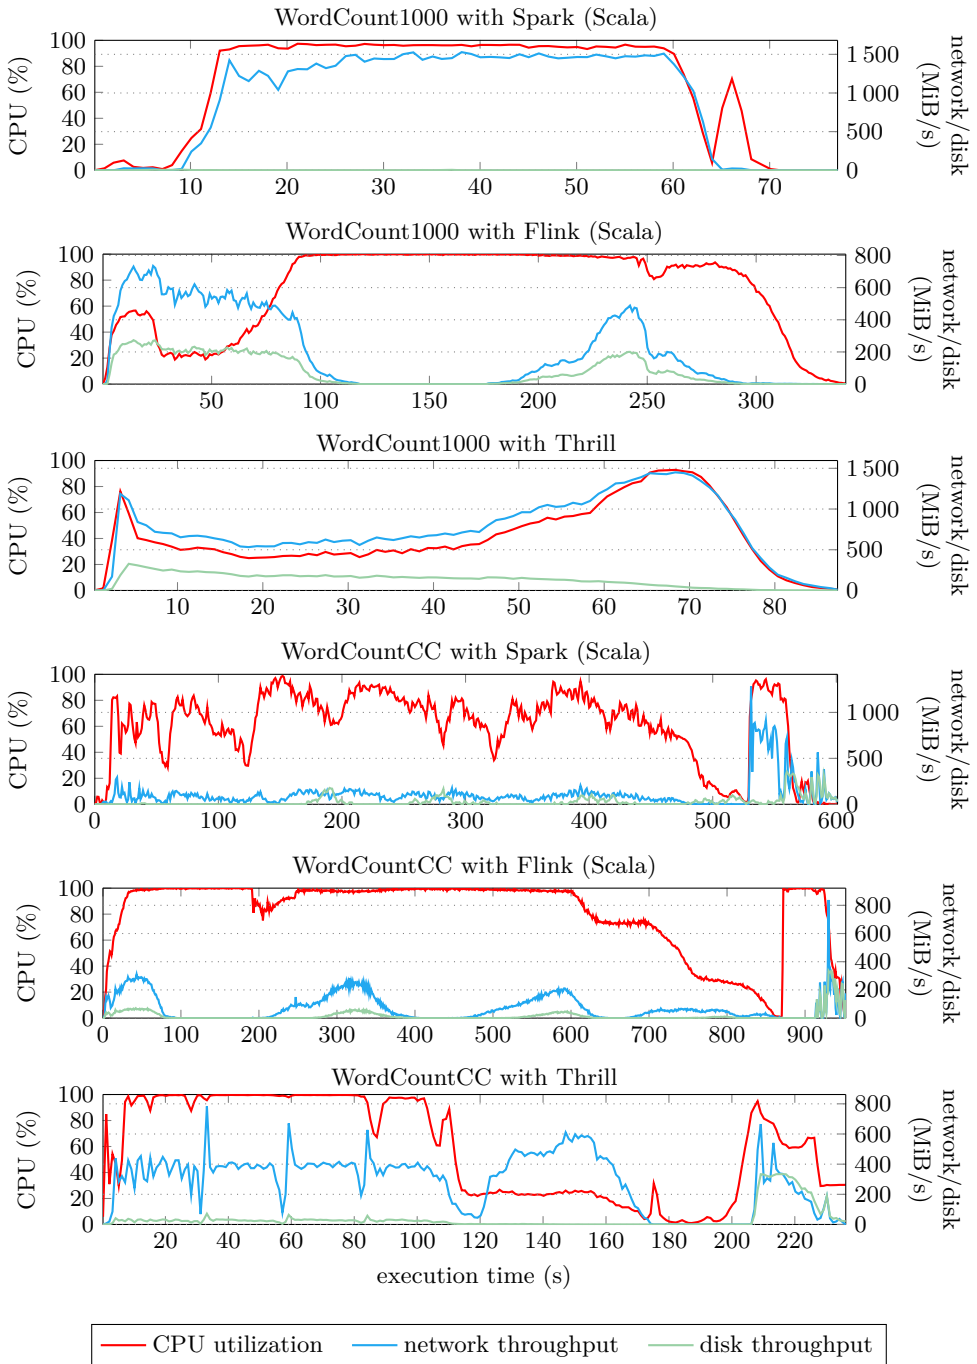 WordCount1000 with Spark (Scala)
CPU (%)
100
80
60
40
20
0
10 20 30 40 50 60 70
1 500
1 000
500
0
network/disk
(MiB/s)
WordCount1000 with Flink (Scala)
CPU (%)
100
80
60
40
20
0
50 100 150 200 250 300
800
600
400
200
0
network/disk
(MiB/s)
WordCount1000 with Thrill
CPU (%)
100
80
60
40
20
0
10 20 30 40 50 60 70 80
1 500
1 000
500
0
network/disk
(MiB/s)
WordCountCC with Spark (Scala)
CPU (%)
100
80
60
40
20
0
0 100 200 300 400 500 600
1 000
500
0
network/disk
(MiB/s)
WordCountCC with Flink (Scala)
CPU (%)
100
80
60
40
20
0
0 100 200 300 400 500 600 700 800 900
800
600
400
200
0
network/disk
(MiB/s)
WordCountCC with Thrill
CPU (%)
100
80
60
40
20
0
20 40 60 80 100 120 140 160 180 200 220
800
600
400
200
0
network/disk
(MiB/s)
execution time (s)
CPU utilization network throughput disk throughput